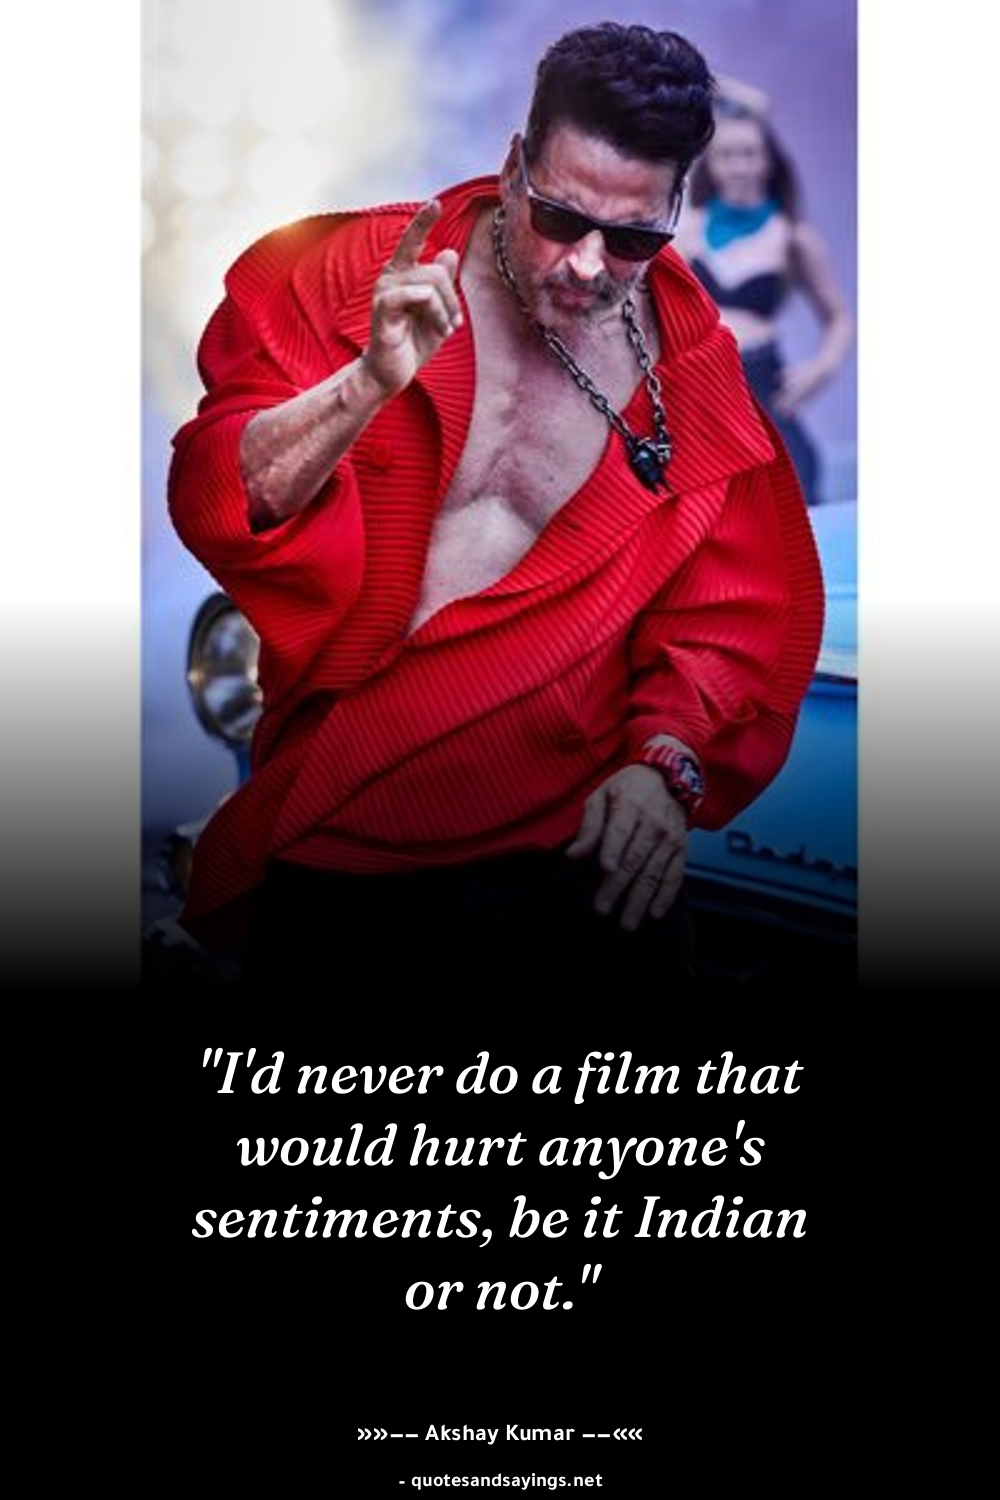 "I'd never do a film that
would hurt anyone's
sentiments, be it Indian
or not."
»»–– Akshay Kumar ––««
- quotesandsayings.net